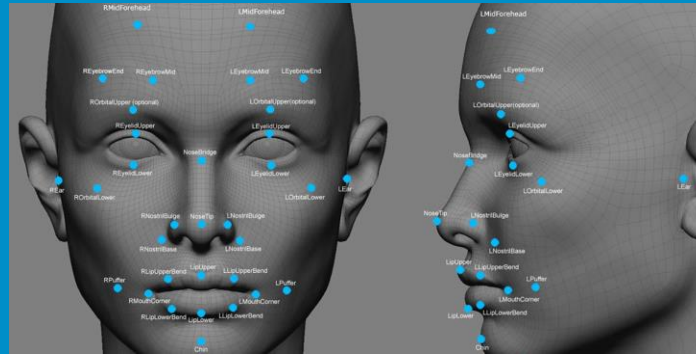 RMidForehead
LMidForehead
REyebrowEnd
REyebrowMid
LEyebrowMid
LEyebrowEnd
ROrbitalUpper (optional)
LOrbitalUpper (optional)
REyelidUpper
LEyelidUpper
NoseBridge
REyelidLower
LEyelidLower
REar
LEar
ROrbitalLower
LOrbitalLower
RNostrilBulge
NoseTip
LNostrilBulge
RNostrilBase
LNostrilBase
LipUpper
RLipUpperBend
LLipUpperBend
RPuffer
LPuffer
RMouthCorner
LMouthCorner
RLipLowerBend
LipLower
LLipLowerBend
Chin
LMidForehead
LEyebrowMid
LEyebrowEnd
LOrbitalUpper(optional)
LEyelidUpper
NoseBridge
LEyelidLower
LOrbitalLower
LEar
NoseTip
LNostrilBulge
LNostrilBase
LipUpper
LLipUpperBend
LPuffer
LMouthCorner
LipLower
LLipLowerBend
Chin